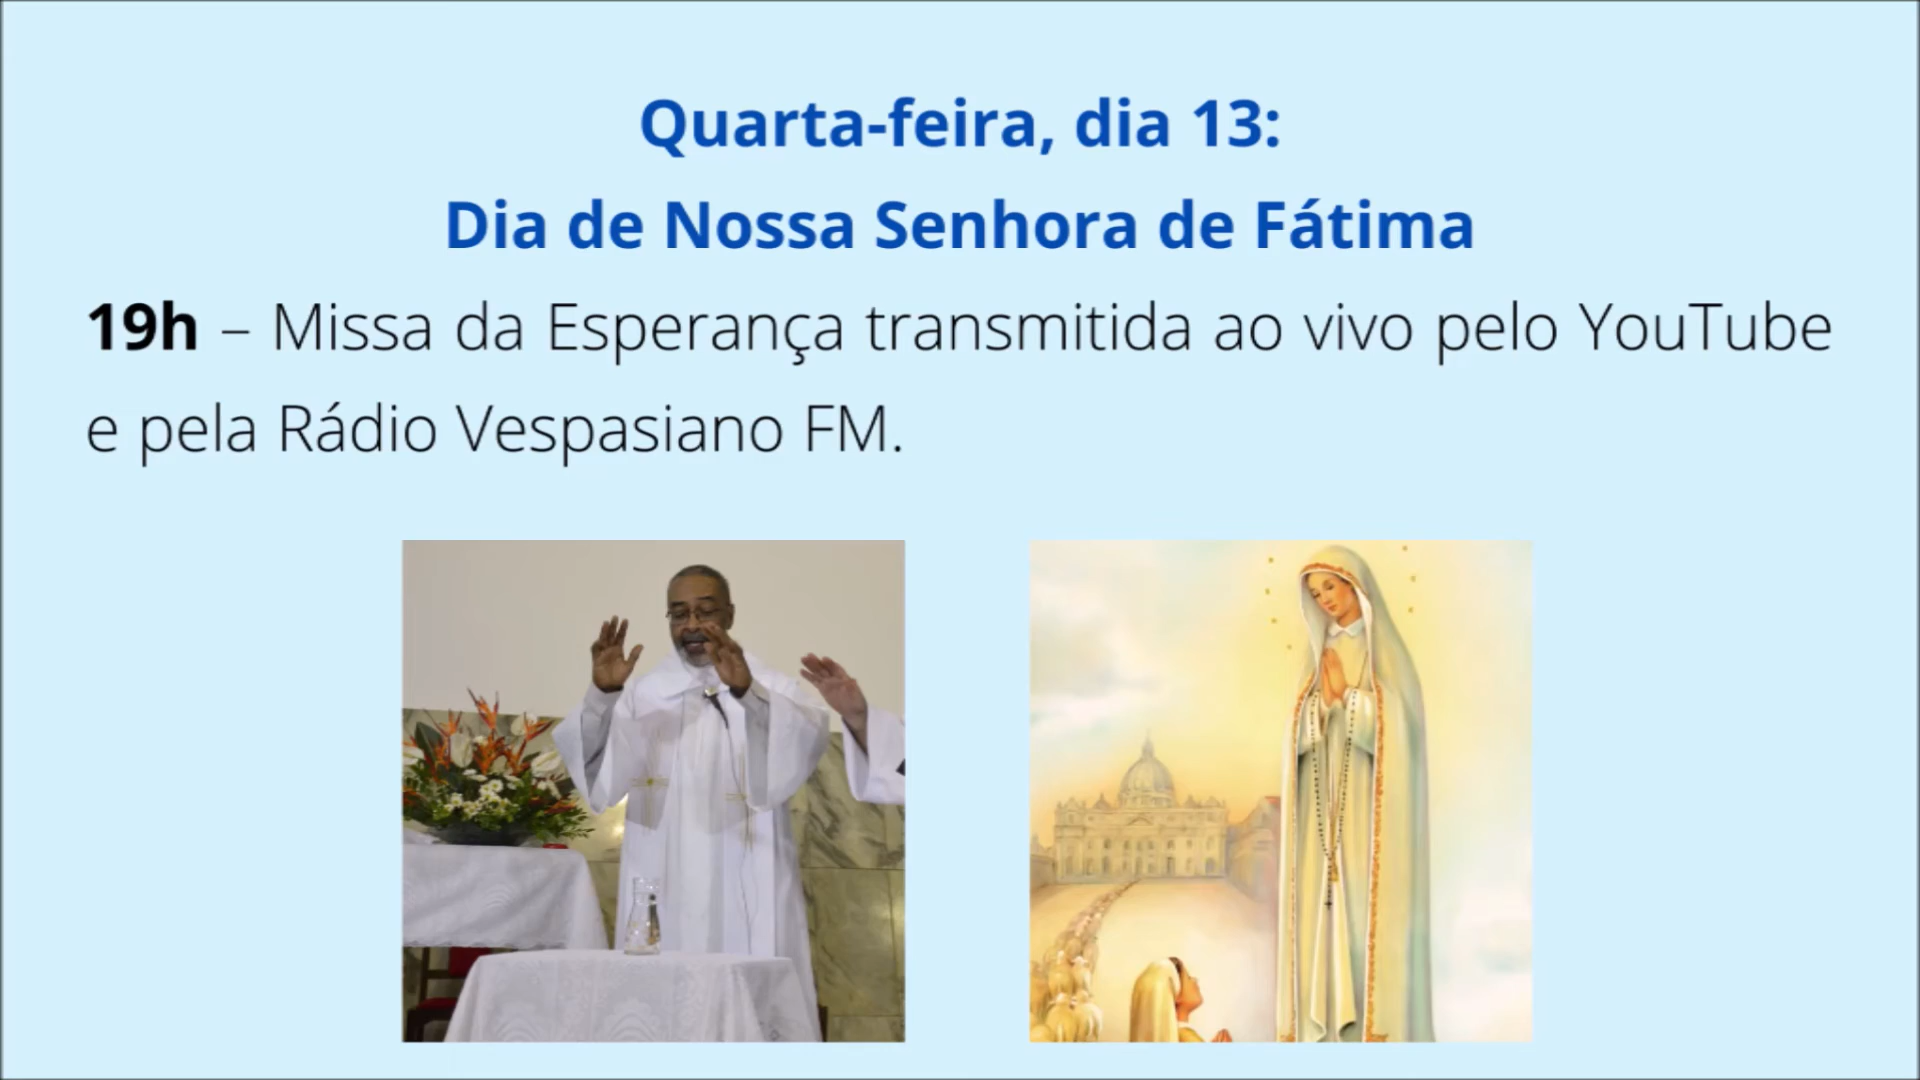 Quarta-feira, dia 13:
Dia de Nossa Senhora de Fátima
19h – Missa da Esperança transmitida ao vivo pelo YouTube
e pela Rádio Vespasiano FM.